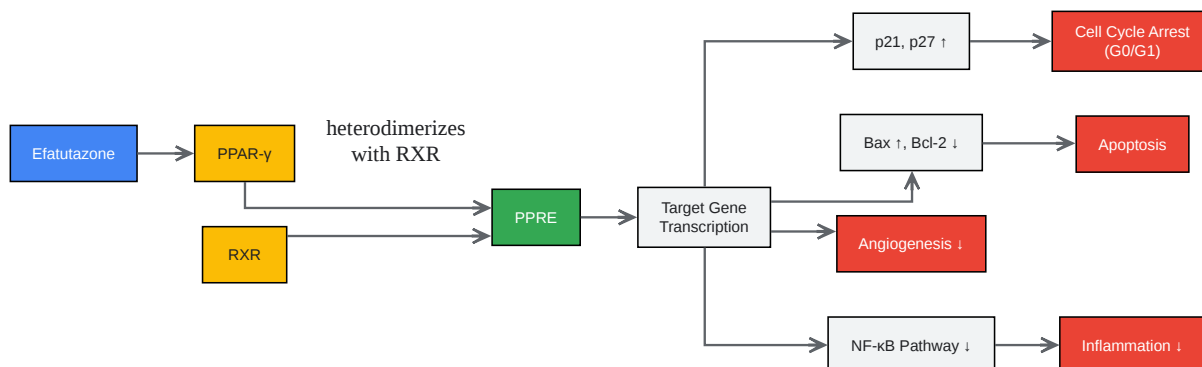 Efatutazone
PPAR-γ
heterodimerizes
with RXR
RXR
PPRE
Target Gene
Transcription
p21, p27 ↑
Cell Cycle Arrest
(G0/G1)
Bax ↑, Bcl-2 ↓
Apoptosis
Angiogenesis ↓
NF-κB Pathway ↓
Inflammation ↓